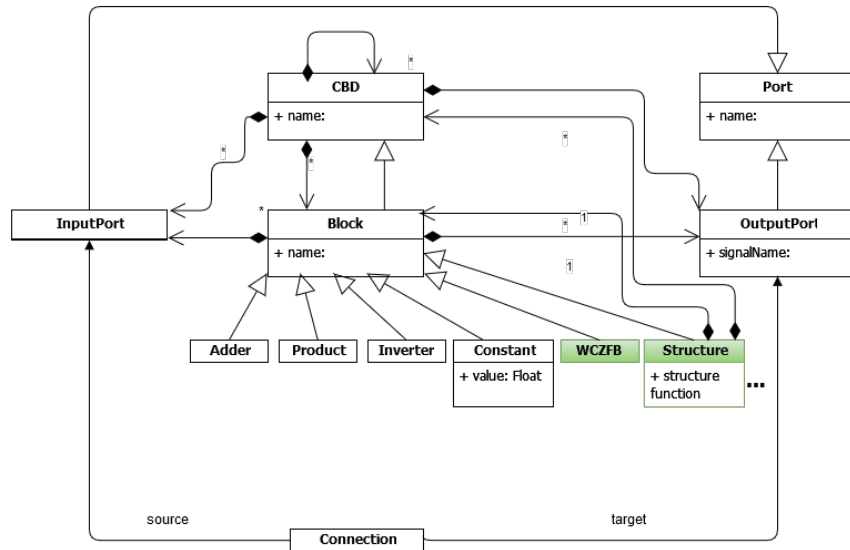 *
CBD
+ name:
Port
+ name:
*
*
*
InputPort
*
Block
+ name:
*
1
OutputPort
+ signalName:
1
Adder
Product
Inverter
Constant
+ value: Float
WCZFB
Structure
+ structure
function
...
source
target
Connection